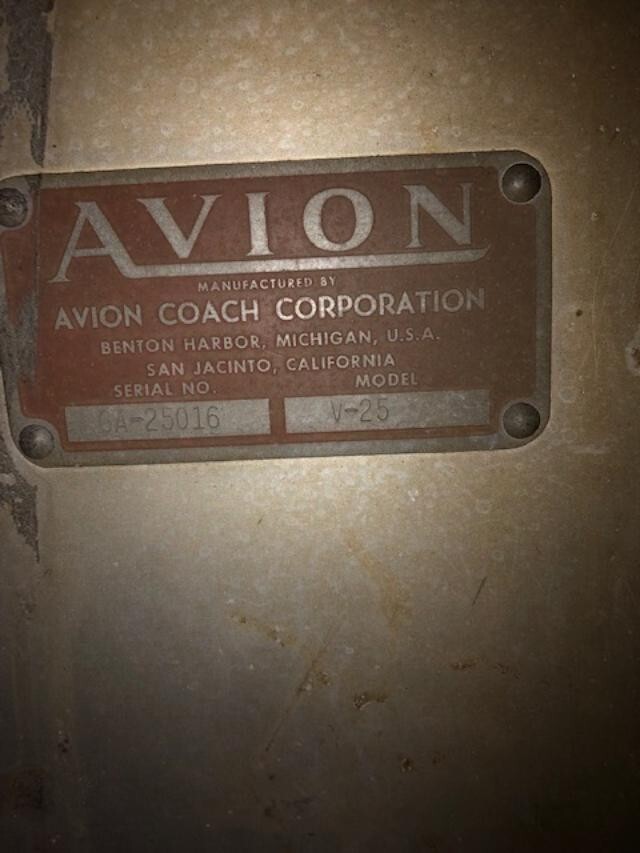 AVION
MANUFACTURED BY
AVION COACH CORPORATION
BENTON HARBOR, MICHIGAN, U.S.A.
SAN JACINTO, CALIFORNIA
SERIAL NO. MODEL
CA-25016 V-25